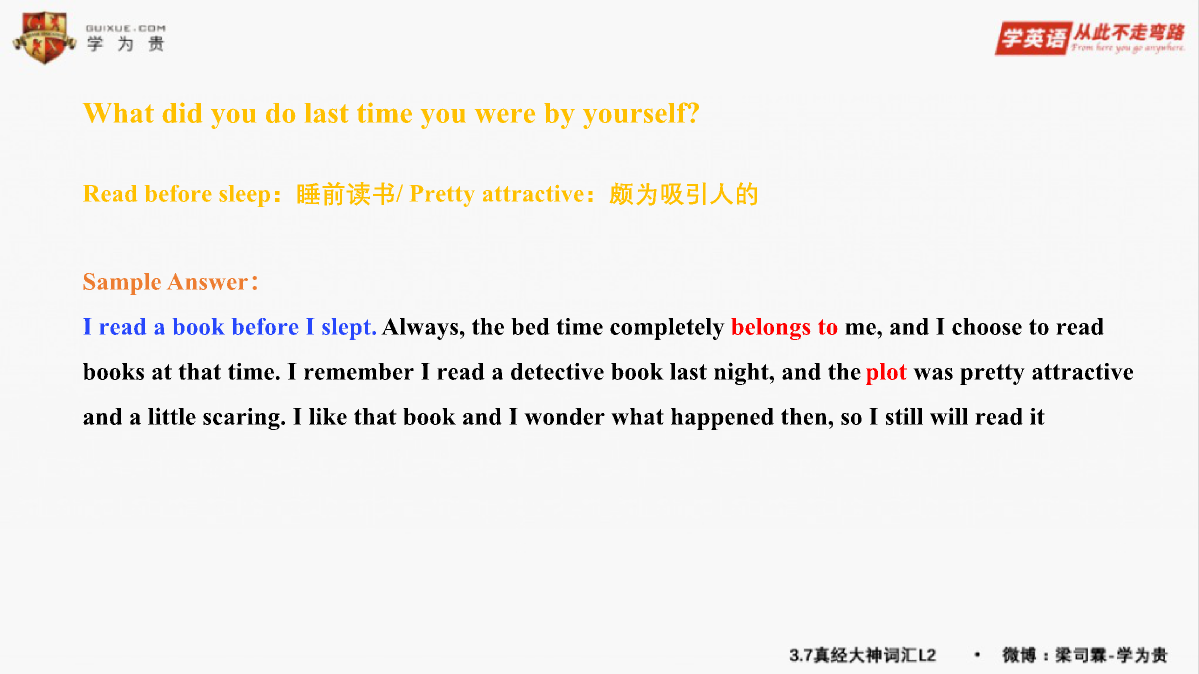 GUIXUE.COM
学为贵
学英语 从此不走弯路
From here you go anywhere.
What did you do last time you were by yourself?
Read before sleep：睡前读书/ Pretty attractive：颇为吸引人的
Sample Answer：
I read a book before I slept. Always, the bed time completely belongs to me, and I choose to read
books at that time. I remember I read a detective book last night, and the plot was pretty attractive
and a little scaring. I like that book and I wonder what happened then, so I still will read it
3.7真经大神词汇L2 • 微博：梁司霖-学为贵